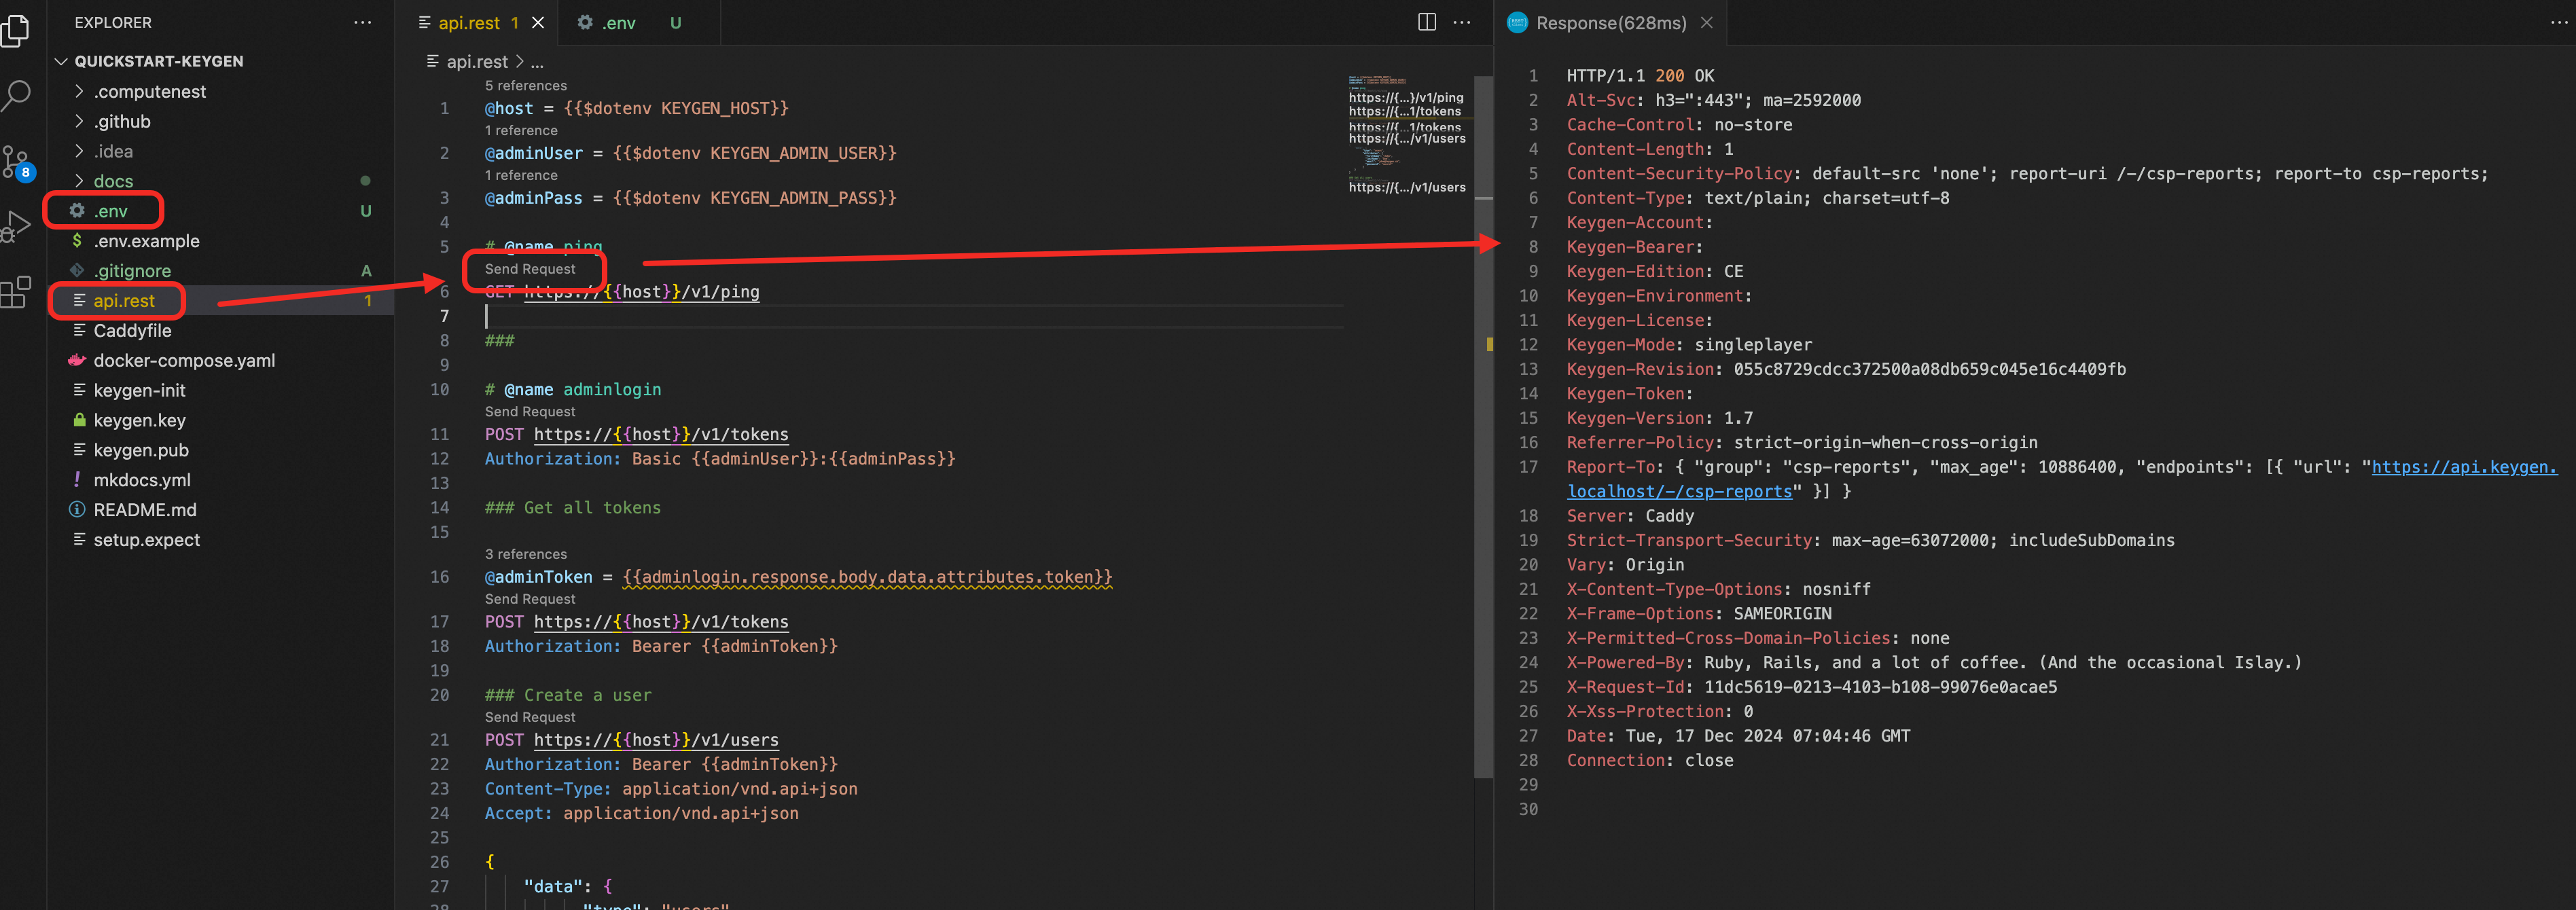 EXPLORER
QUICKSTART-KEYGEN
.computenest
.github
.idea
docs
.env U
.env.example
.gitignore A
api.rest 1
Caddyfile
docker-compose.yaml
keygen-init
keygen.key
keygen.pub
mkdocs.yml
README.md
setup.expect
8
api.rest 1
.env U
api.rest > ...
5 references
1 @host = {{$dotenv KEYGEN_HOST}}
1 reference
2 @adminUser = {{$dotenv KEYGEN_ADMIN_USER}}
1 reference
3 @adminPass = {{$dotenv KEYGEN_ADMIN_PASS}}
4
5 # @name ping
Send Request
6 GET https://{{host}}/v1/ping
7
8 ###
9
10 # @name adminlogin
Send Request
11 POST https://{{host}}/v1/tokens
12 Authorization: Basic {{adminUser}}:{{adminPass}}
13
14 ### Get all tokens
15
3 references
16 @adminToken = {{adminlogin.response.body.data.attributes.token}}
Send Request
17 POST https://{{host}}/v1/tokens
18 Authorization: Bearer {{adminToken}}
19
20 ### Create a user
Send Request
21 POST https://{{host}}/v1/users
22 Authorization: Bearer {{adminToken}}
23 Content-Type: application/vnd.api+json
24 Accept: application/vnd.api+json
25
26 {
27 "data": {
28 "type": "users"
https://{...}/v1/ping
https://{...1/tokens
https://{...1/tokens
https://{.../v1/users
https://{.../v1/users
Response(628ms)
1 HTTP/1.1 200 OK
2 Alt-Svc: h3=":443"; ma=2592000
3 Cache-Control: no-store
4 Content-Length: 1
5 Content-Security-Policy: default-src 'none'; report-uri /-/csp-reports; report-to csp-reports;
6 Content-Type: text/plain; charset=utf-8
7 Keygen-Account:
8 Keygen-Bearer:
9 Keygen-Edition: CE
10 Keygen-Environment:
11 Keygen-License:
12 Keygen-Mode: singleplayer
13 Keygen-Revision: 055c8729cdcc372500a08db659c045e16c4409fb
14 Keygen-Token:
15 Keygen-Version: 1.7
16 Referrer-Policy: strict-origin-when-cross-origin
17 Report-To: { "group": "csp-reports", "max_age": 10886400, "endpoints": [{ "url": "https://api.keygen.
localhost/-/csp-reports" }] }
18 Server: Caddy
19 Strict-Transport-Security: max-age=63072000; includeSubDomains
20 Vary: Origin
21 X-Content-Type-Options: nosniff
22 X-Frame-Options: SAMEORIGIN
23 X-Permitted-Cross-Domain-Policies: none
24 X-Powered-By: Ruby, Rails, and a lot of coffee. (And the occasional Islay.)
25 X-Request-Id: 11dc5619-0213-4103-b108-99076e0acae5
26 X-Xss-Protection: 0
27 Date: Tue, 17 Dec 2024 07:04:46 GMT
28 Connection: close
29
30